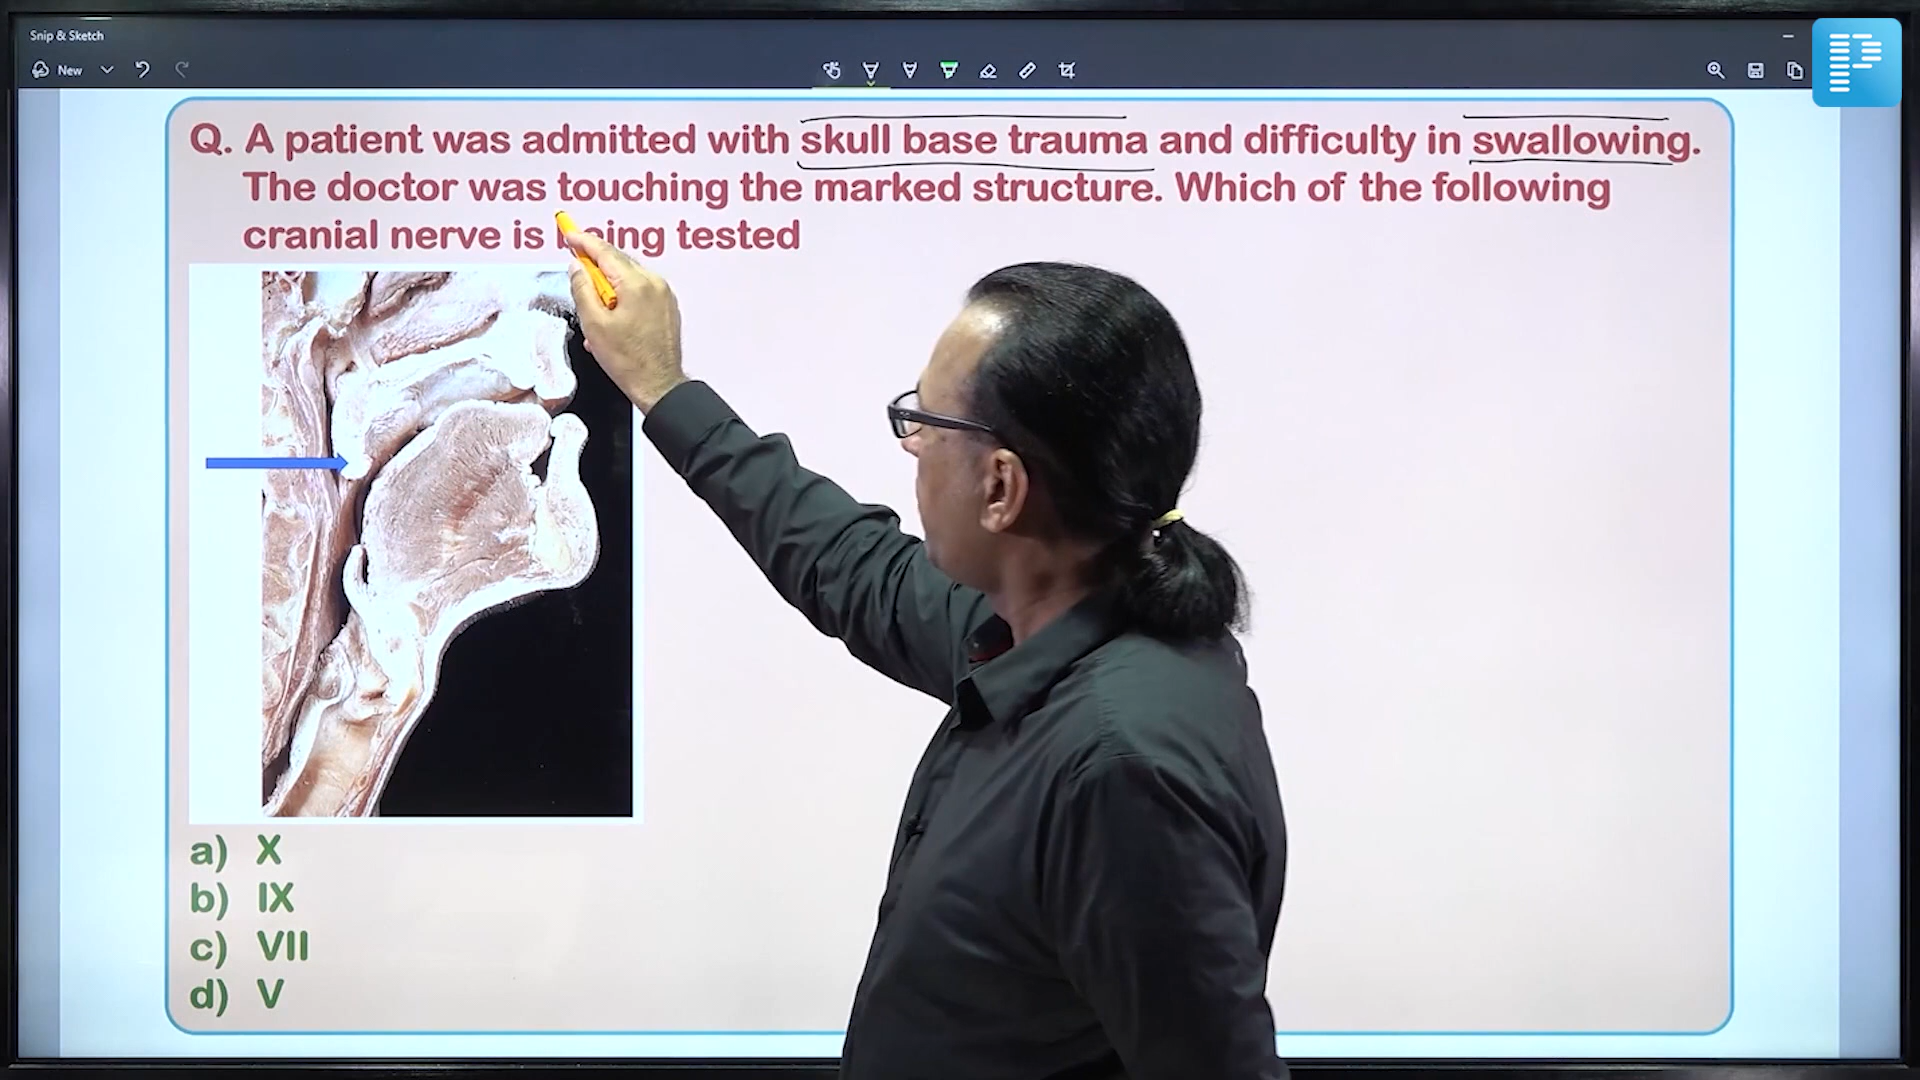 Snip & Sketch
New
Q. A patient was admitted with skull base trauma and difficulty in swallowing.
The doctor was touching the marked structure. Which of the following
cranial nerve is being tested
a) X
b) IX
c) VII
d) V